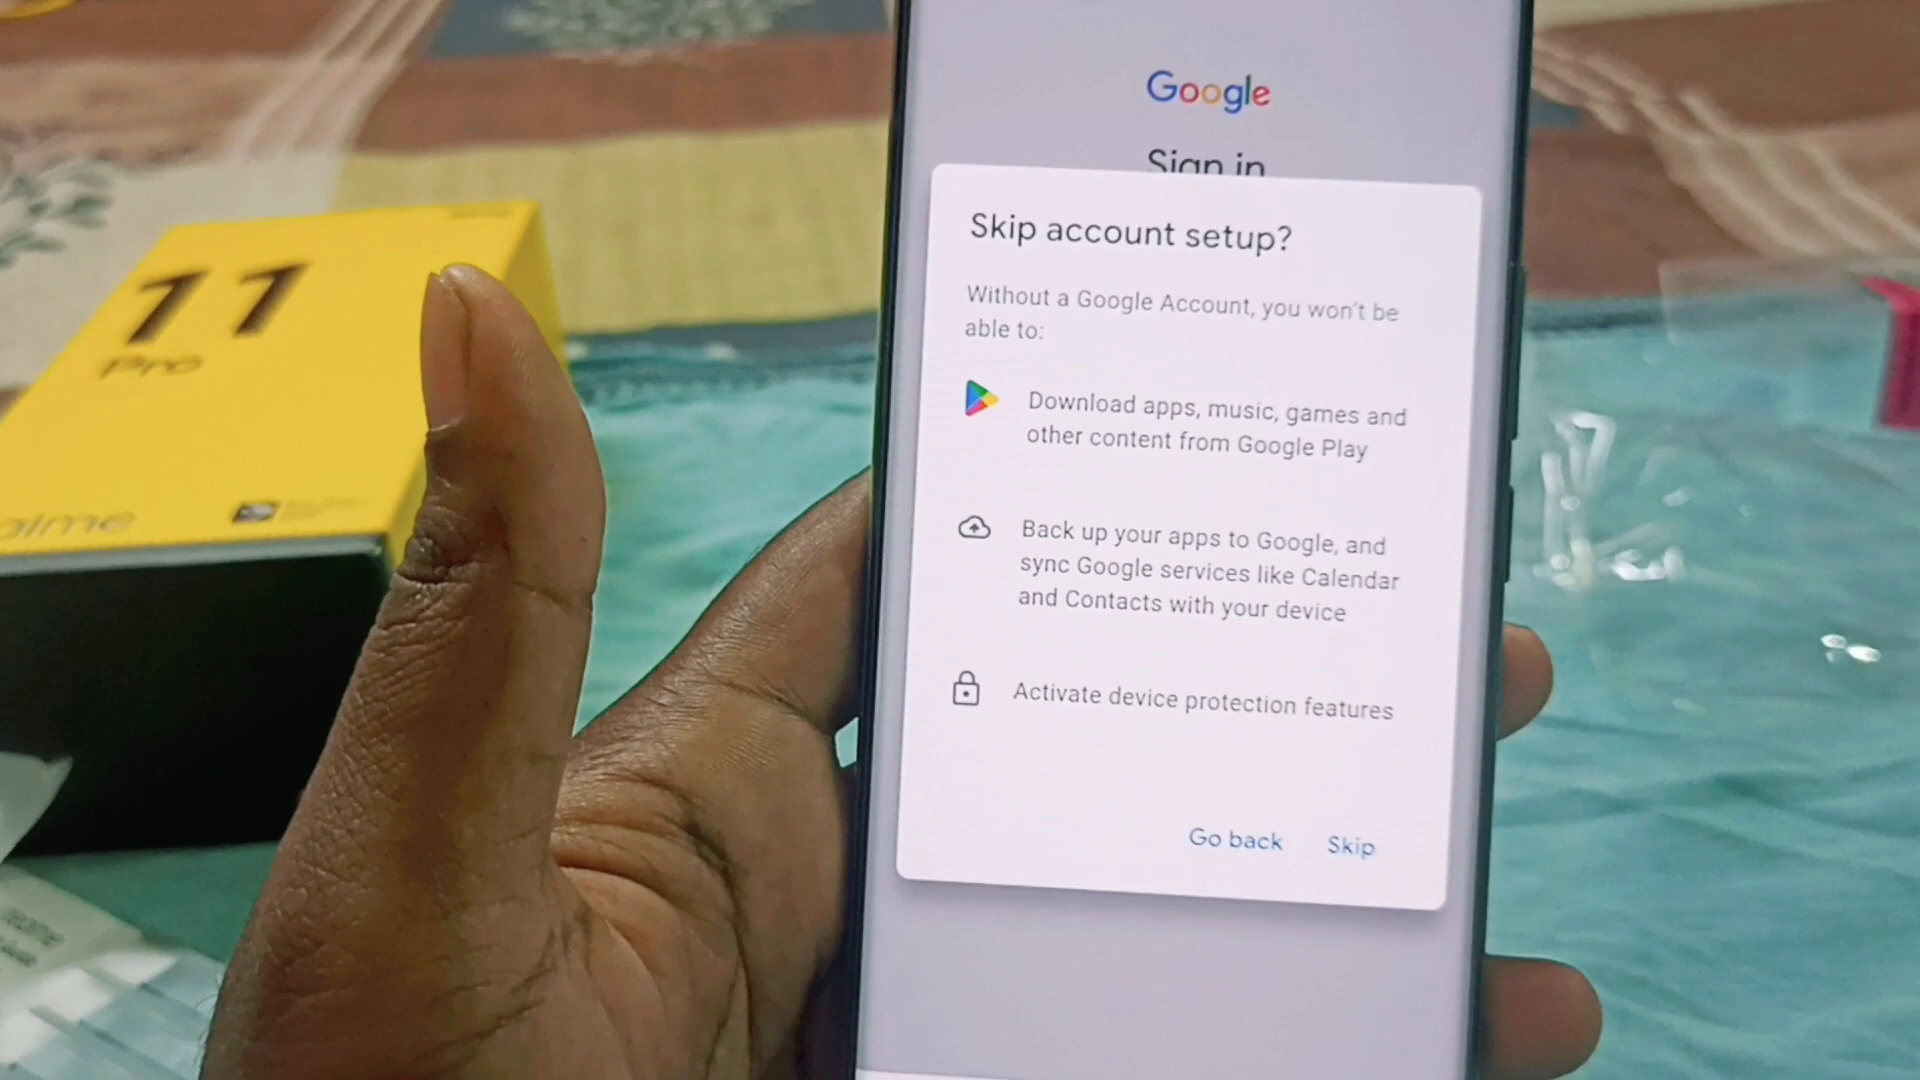 Google
Sign in
Skip account setup?
Without a Google Account, you won't be
able to:
Download apps, music, games and
other content from Google Play
Back up your apps to Google, and
sync Google services like Calendar
and Contacts with your device
Activate device protection features
Go back Skip
11
Pro
alme